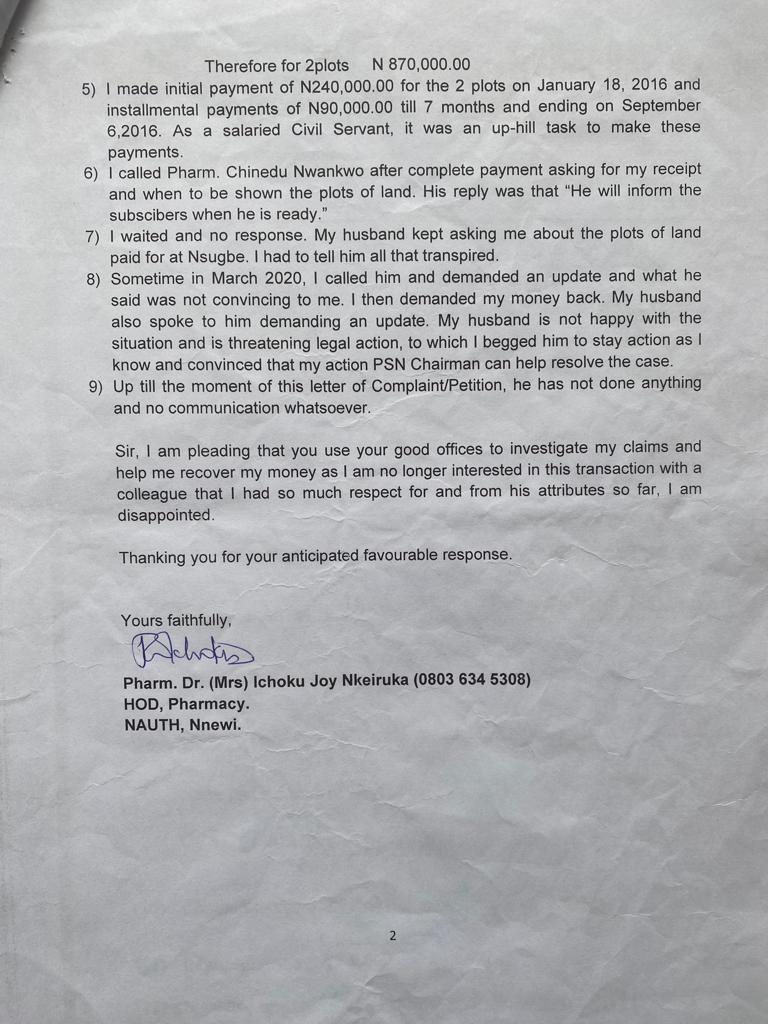 Therefore for 2plots N 870,000.00
5) I made initial payment of N240,000.00 for the 2 plots on January 18, 2016 and
installmental payments of N90,000.00 till 7 months and ending on September
6,2016. As a salaried Civil Servant, it was an up-hill task to make these
payments.
6) I called Pharm. Chinedu Nwankwo after complete payment asking for my receipt
and when to be shown the plots of land. His reply was that “He will inform the
subscibers when he is ready.”
7) I waited and no response. My husband kept asking me about the plots of land
paid for at Nsugbe. I had to tell him all that transpired.
8) Sometime in March 2020, I called him and demanded an update and what he
said was not convincing to me. I then demanded my money back. My husband
also spoke to him demanding an update. My husband is not happy with the
situation and is threatening legal action, to which I begged him to stay action as I
know and convinced that my action PSN Chairman can help resolve the case.
9) Up till the moment of this letter of Complaint/Petition, he has not done anything
and no communication whatsoever.
Sir, I am pleading that you use your good offices to investigate my claims and
help me recover my money as I am no longer interested in this transaction with a
colleague that I had so much respect for and from his attributes so far, I am
disappointed.
Thanking you for your anticipated favourable response.
Yours faithfully,
Pharm. Dr. (Mrs) Ichoku Joy Nkeiruka (0803 634 5308)
HOD, Pharmacy.
NAUTH, Nnewi.
2